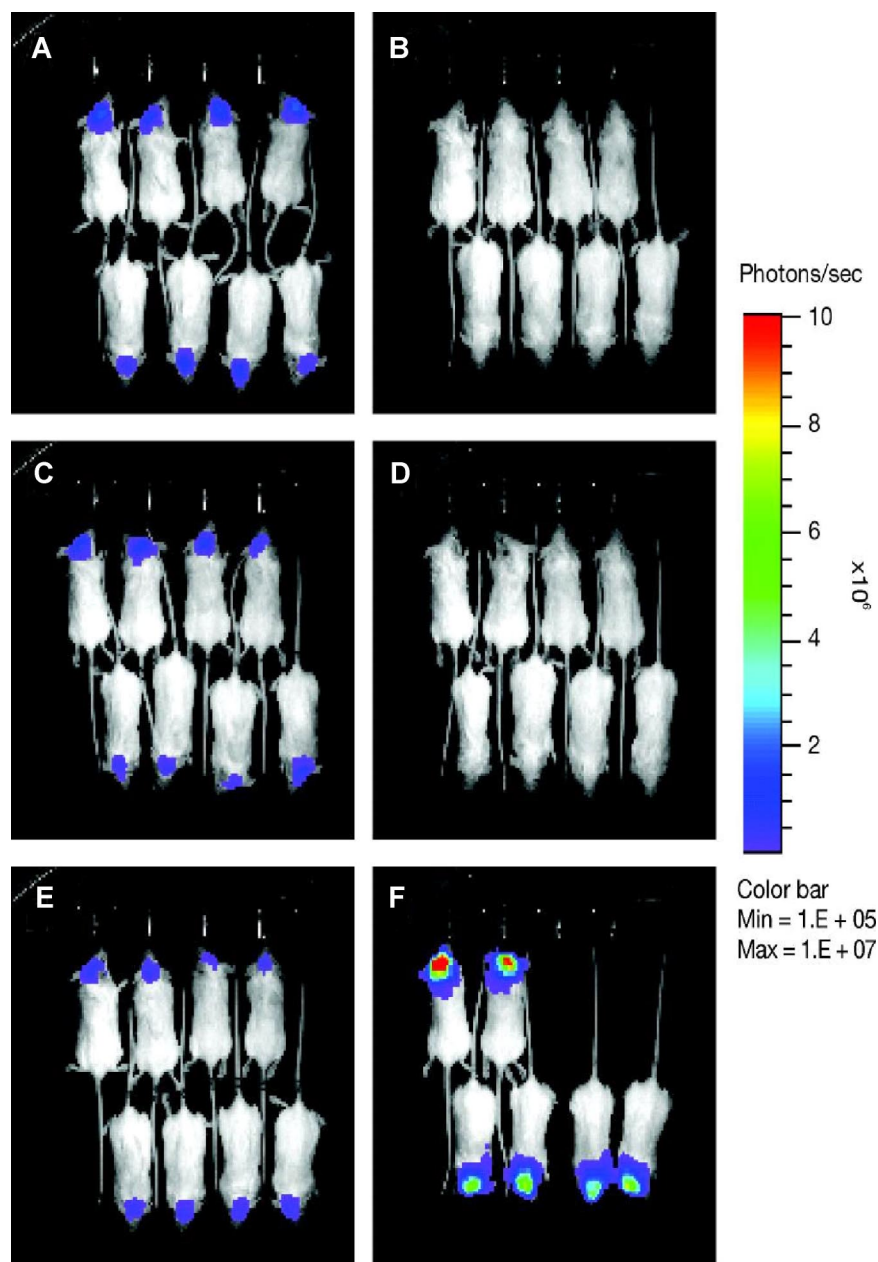 A
B
C
D
E
F
Photons/sec
10
8
6
4
2
x10⁶
Color bar
Min = 1.E + 05
Max = 1.E + 07